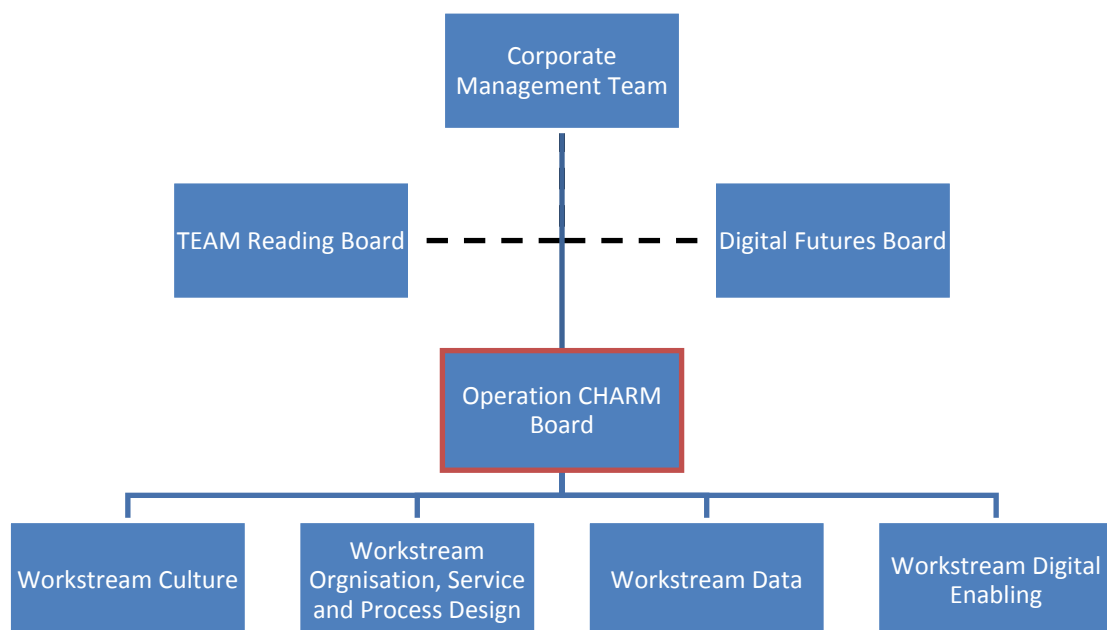 Corporate
Management Team
TEAM Reading Board
Digital Futures Board
Operation CHARM
Board
Workstream Culture
Workstream
Orgnisation, Service
and Process Design
Workstream Data
Workstream Digital
Enabling